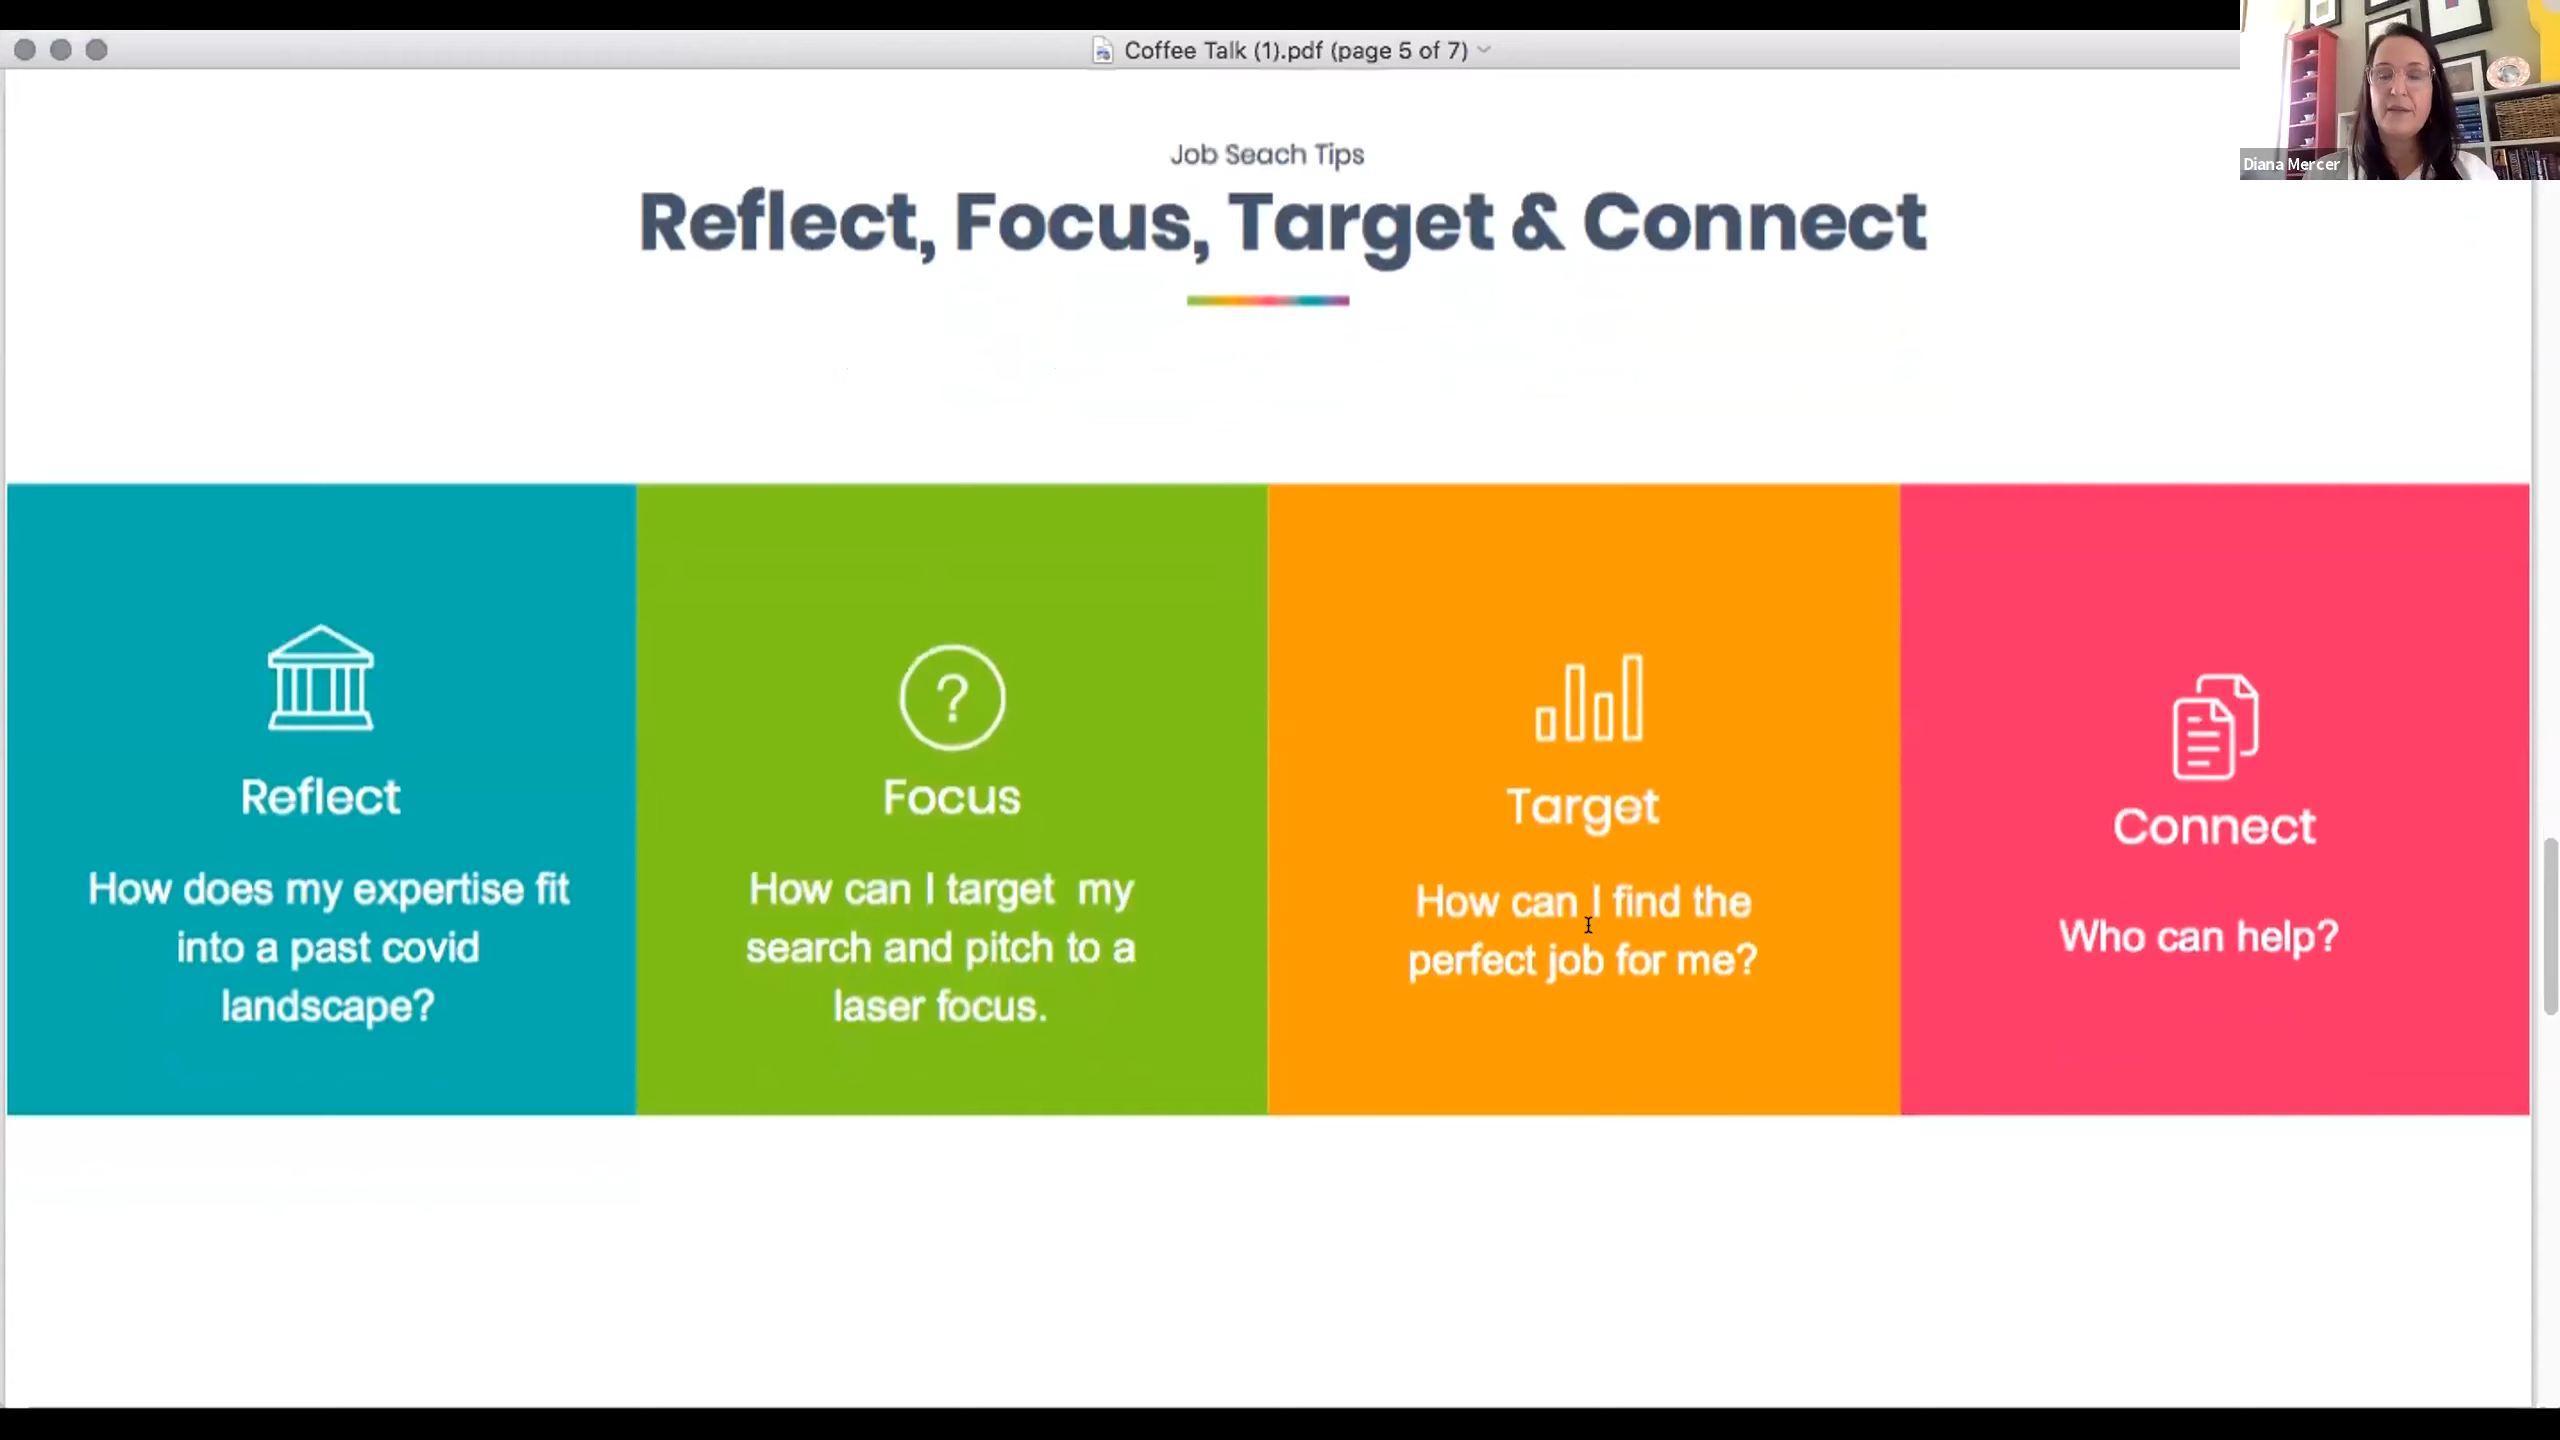 Coffee Talk (1).pdf (page 5 of 7)
Diana Mercer
Job Seach Tips
Reflect, Focus, Target & Connect
Reflect
How does my expertise fit
into a past covid
landscape?
?
Focus
How can I target  my
search and pitch to a
laser focus.
Target
How can I find the
perfect job for me?
Connect
Who can help?